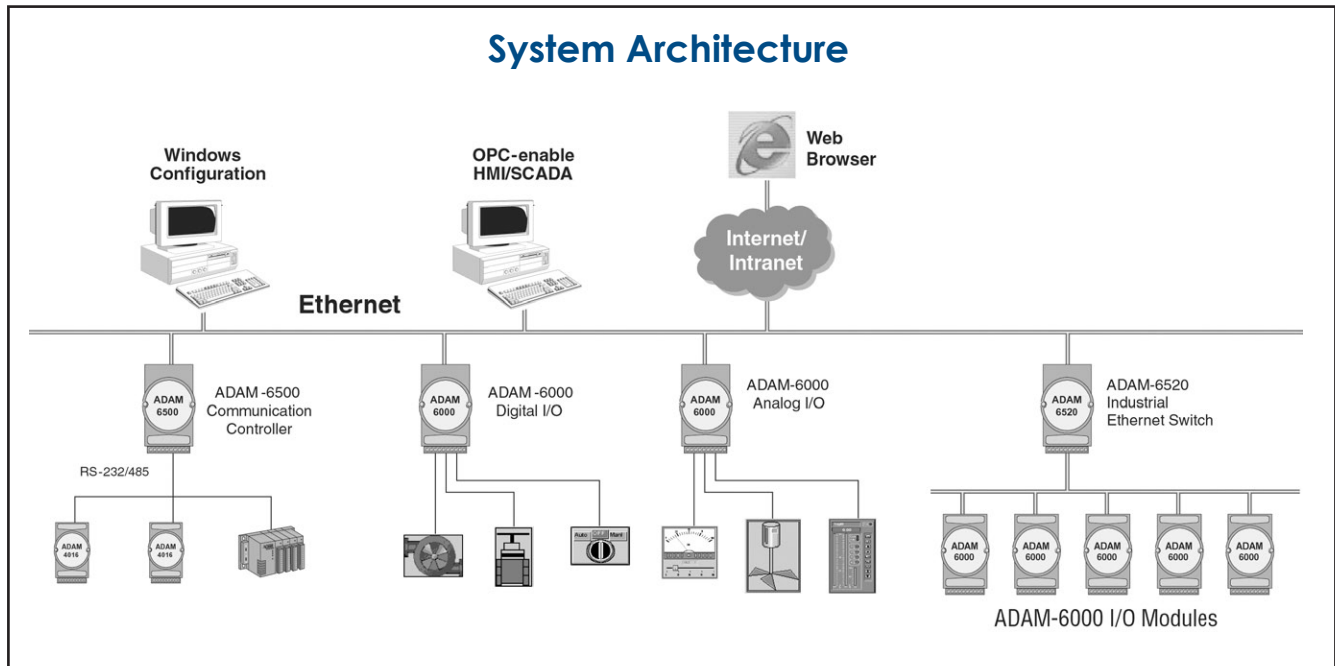 System Architecture
Windows
Configuration
OPC-enable
HMI/SCADA
Web
Browser
Internet/
Intranet
Ethernet
ADAM
6500
ADAM-6500
Communication
Controller
ADAM
6000
ADAM-6000
Digital I/O
ADAM
6000
ADAM-6000
Analog I/O
ADAM
6520
ADAM-6520
Industrial
Ethernet Switch
RS-232/485
ADAM
4016
ADAM
4016
Auto
ADAM
6000
ADAM
6000
ADAM
6000
ADAM
6000
ADAM
6000
ADAM-6000 I/O Modules